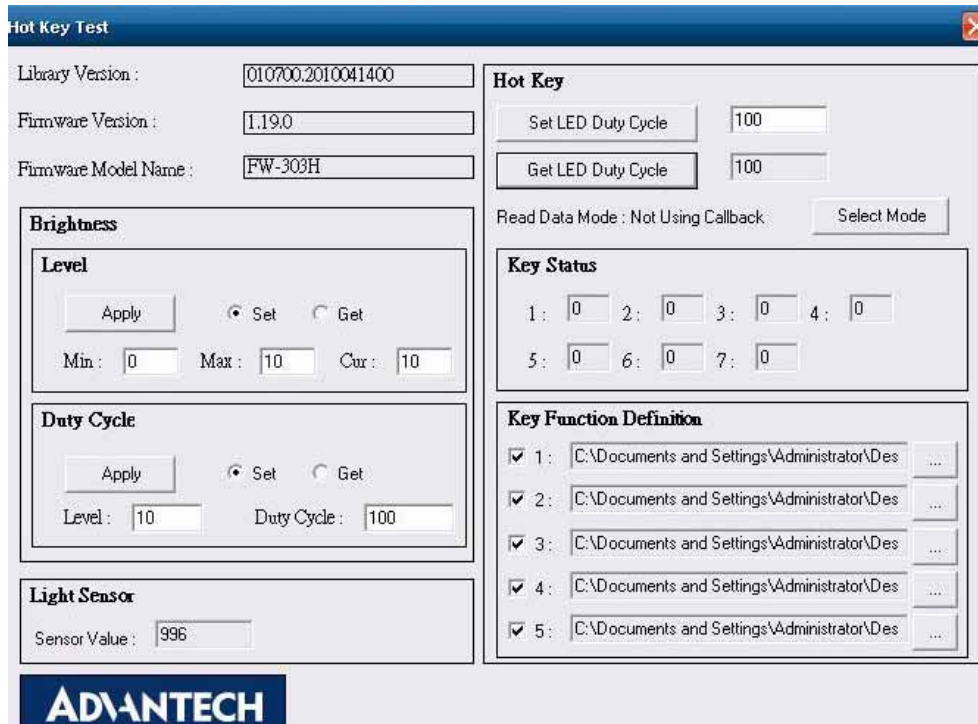 Hot Key Test
Library Version : 010700.2010041400
Firmware Version : 1.19.0
Firmware Model Name : FW-303H
Brightness
Level
Apply Set Get
Min : 0 Max : 10 Cur : 10
Duty Cycle
Apply Set Get
Level : 10 Duty Cycle : 100
Light Sensor
Sensor Value : 996
ADVANTECH
Hot Key
Set LED Duty Cycle 100
Get LED Duty Cycle 100
Read Data Mode : Not Using Callback Select Mode
Key Status
1 : 0 2 : 0 3 : 0 4 : 0
5 : 0 6 : 0 7 : 0
Key Function Definition
1 : C:\Documents and Settings\Administrator\Des ...
2 : C:\Documents and Settings\Administrator\Des ...
3 : C:\Documents and Settings\Administrator\Des ...
4 : C:\Documents and Settings\Administrator\Des ...
5 : C:\Documents and Settings\Administrator\Des ...